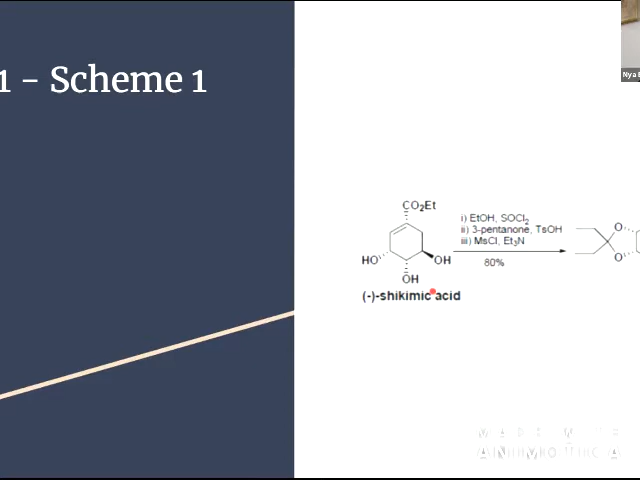 1 - Scheme 1
CO2Et
HO
OH
OH
(-)-shikimic acid
i) EtOH, SOCl2
ii) 3-pentanone, TsOH
iii) MsCl, Et3N
80%
O
O